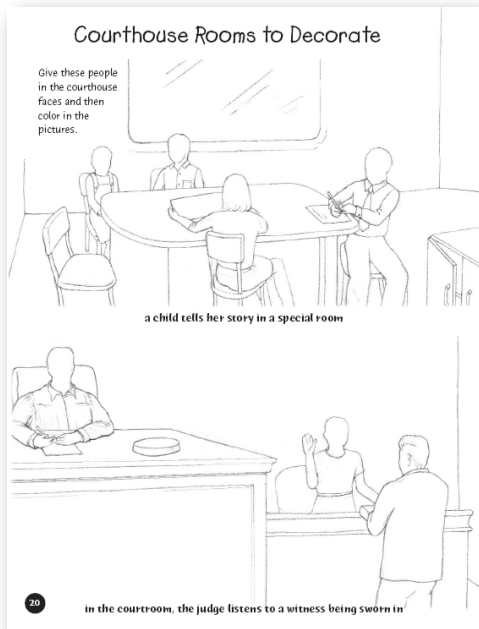 Courthouse Rooms to Decorate
Give these people
in the courthouse
faces and then
color in the
pictures.
a child tells her story in a special room
20
in the courtroom, the judge listens to a witness being sworn in